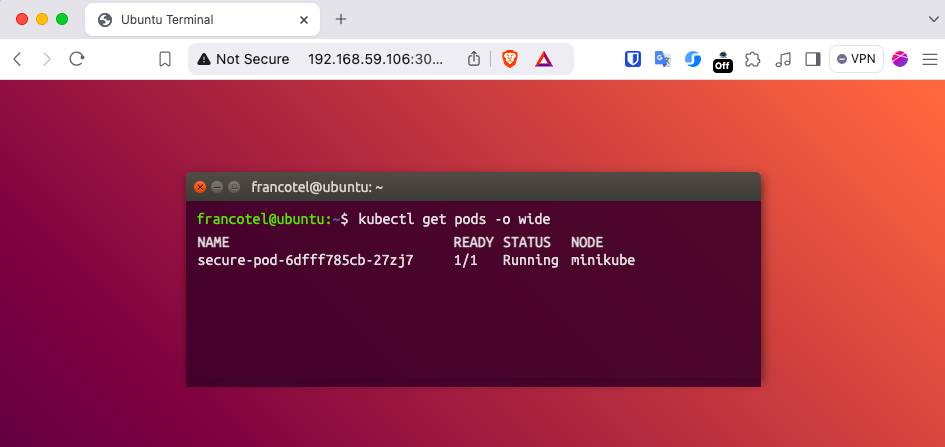 Ubuntu Terminal
Not Secure 192.168.59.106:30...
Off
VPN
francotel@ubuntu: ~
francotel@ubuntu:~$ kubectl get pods -o wide
NAME READY STATUS NODE
secure-pod-6dfff785cb-27zj7 1/1 Running minikube